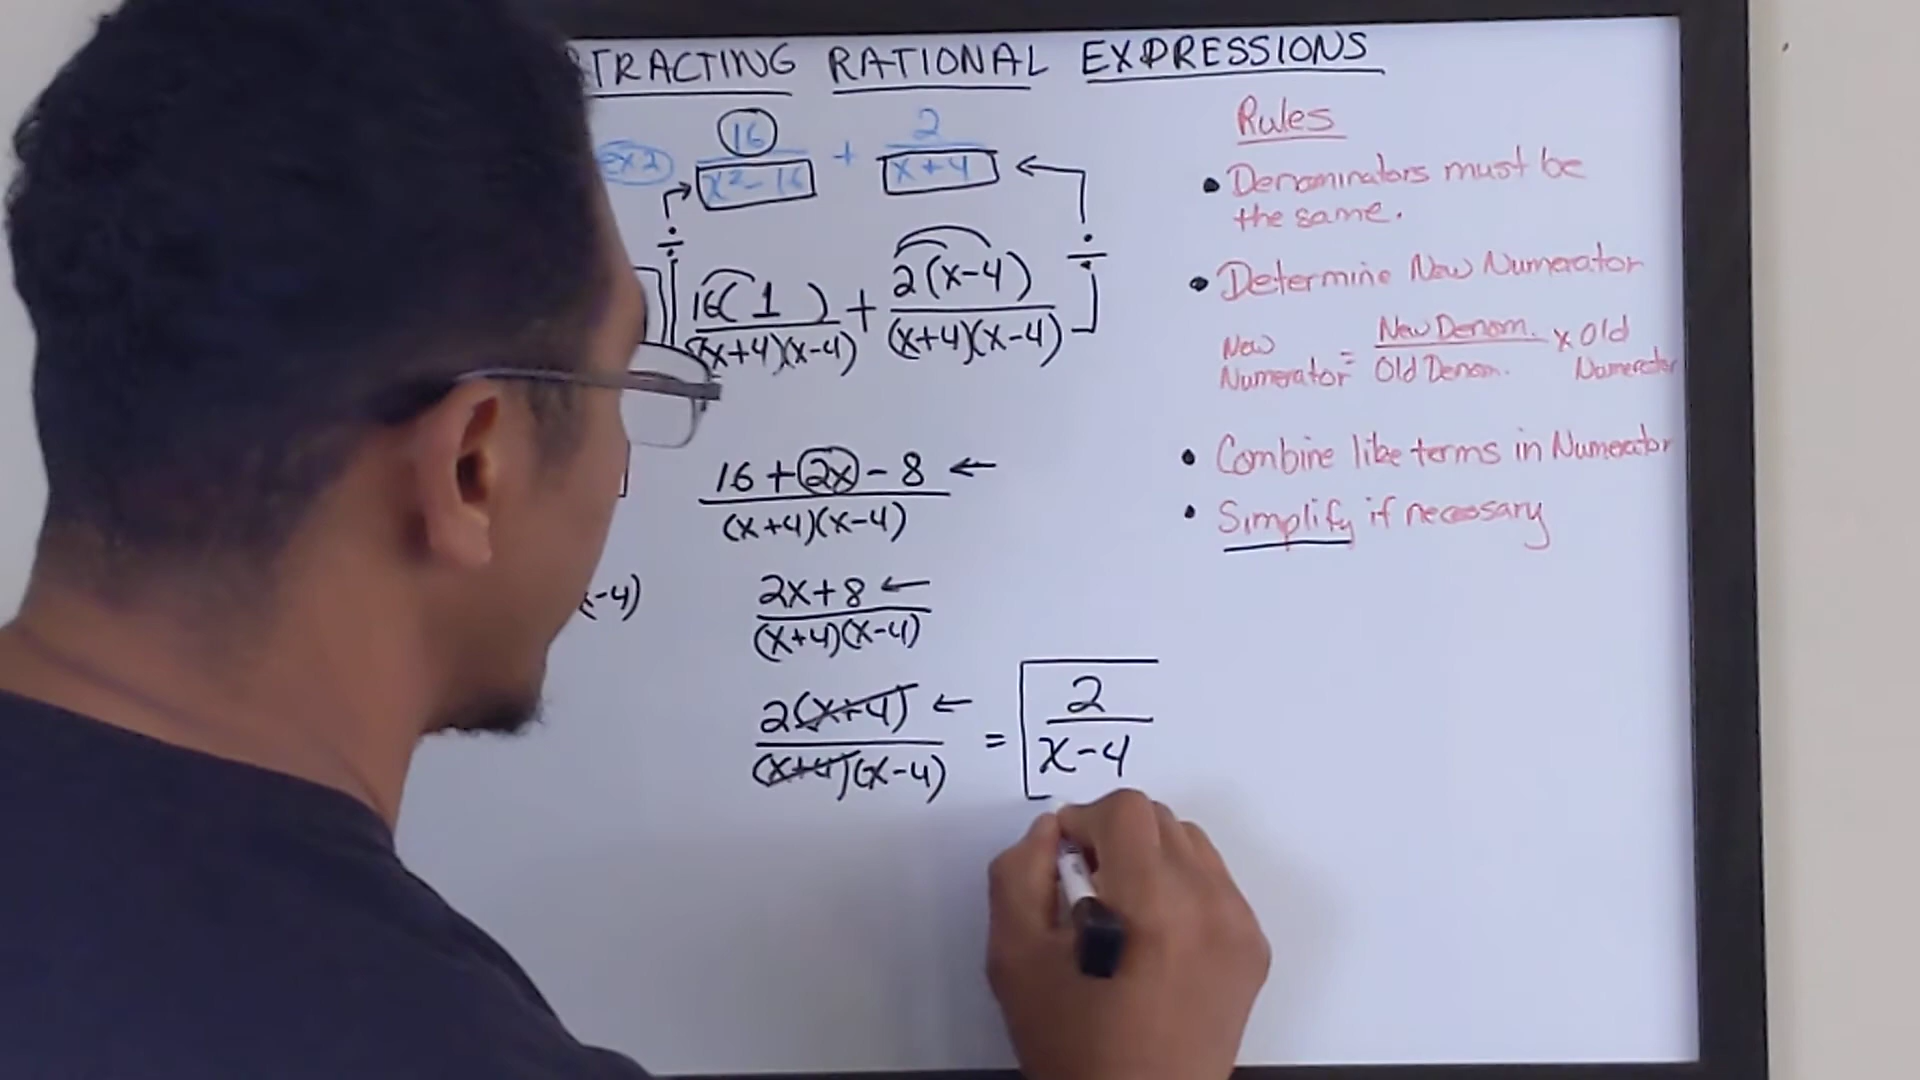 TRACTING RATIONAL EXPRESSIONS
ex2 16/x²-16 + 2/x+4
÷ 16(1)/(x+4)(x-4) + 2(x-4)/(x+4)(x-4) ÷
16+2x-8 ←
(x+4)(x-4)
-4)
2x+8 ←
(x+4)(x-4)
2(x+4) ←
(x+4)(x-4)
= 2/x-4
Rules
• Denominators must be
the same.
• Determine New Numerator
New Numerator = New Denom./Old Denom. x Old Numerator
• Combine like terms in Numerator
• Simplify if necessary